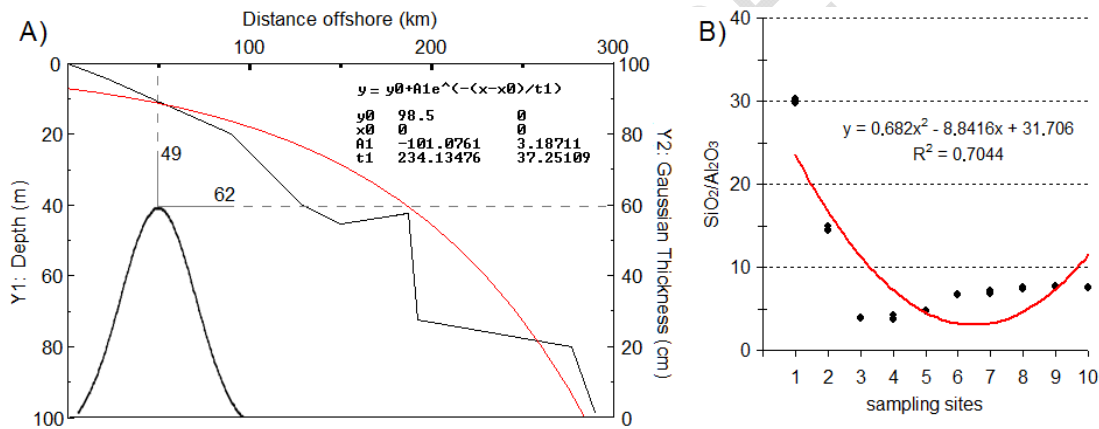 A)
Distance offshore (km)
100 200 300
0 100
20 80
40 60
60 40
80 20
100 0
Y1: Depth (m)
Y2: Gaussian Thickness (cm)
y = y0+A1e^(-(x-x0)/t1)
y0 98.5 0
x0 0 0
A1 -101.0761 3.18711
t1 234.13476 37.25109
49
62
B)
SiO2/Al2O3
40
30
20
10
0
y = 0.682x² - 8.8416x + 31.706
R² = 0.7044
1 2 3 4 5 6 7 8 9 10
sampling sites